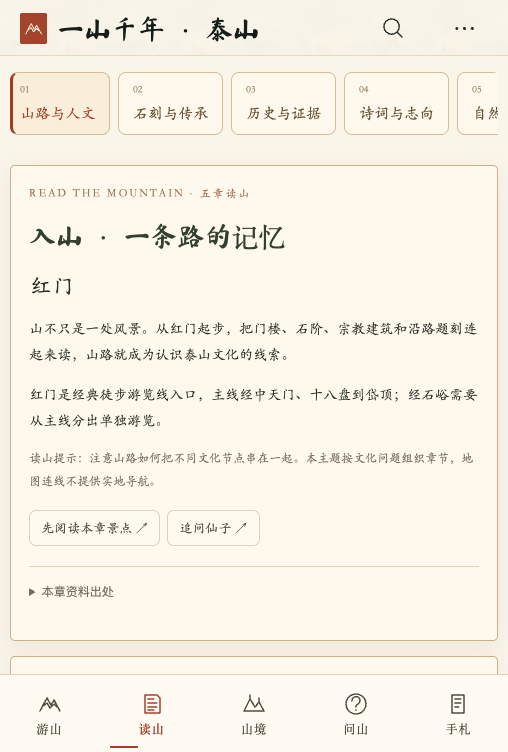 一山千年 · 泰山
01
山路与人文
02
石刻与传承
03
历史与证据
04
诗词与志向
05
自然
READ THE MOUNTAIN · 五章读山
入山 · 一条路的记忆
红门
山不只是一处风景。从红门起步，把门楼、石阶、宗教建筑和沿路题刻连
起来读，山路就成为认识泰山文化的线索。
红门是经典徒步游览线入口，主线经中天门、十八盘到岱顶；经石峪需要
从主线分出单独游览。
读山提示：注意山路如何把不同文化节点串在一起。本主题按文化问题组织章节，地
图连线不提供实地导航。
先阅读本章景点 ↗
追问仙子 ↗
▶ 本章资料出处
游山
读山
山境
问山
手札